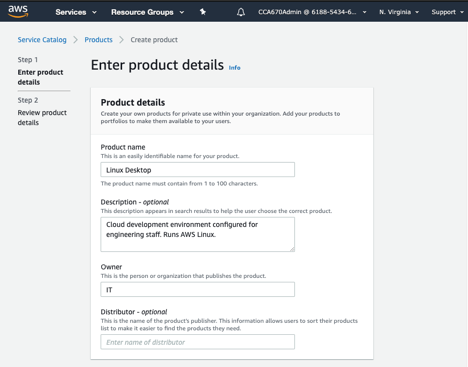 aws
Services
Resource Groups
CCA670Admin @ 6188-5434-6...
N. Virginia
Support
Service Catalog
Products
Create product
Step 1
Enter product
details
Step 2
Review product
details
Enter product details Info
Product details
Create your own products for private use within your organization. Add your products to
portfolios to make them available to your users.
Product name
This is an easily identifiable name for your product.
Linux Desktop
The product name must contain from 1 to 100 characters.
Description - optional
This description appears in search results to help the user choose the correct product.
Cloud development environment configured for
engineering staff. Runs AWS Linux.
Owner
This is the person or organization that publishes the product.
IT
Distributor - optional
This is the name of the product's publisher. This information allows users to sort their products
list to make it easier to find the products they need.
Enter name of distributor